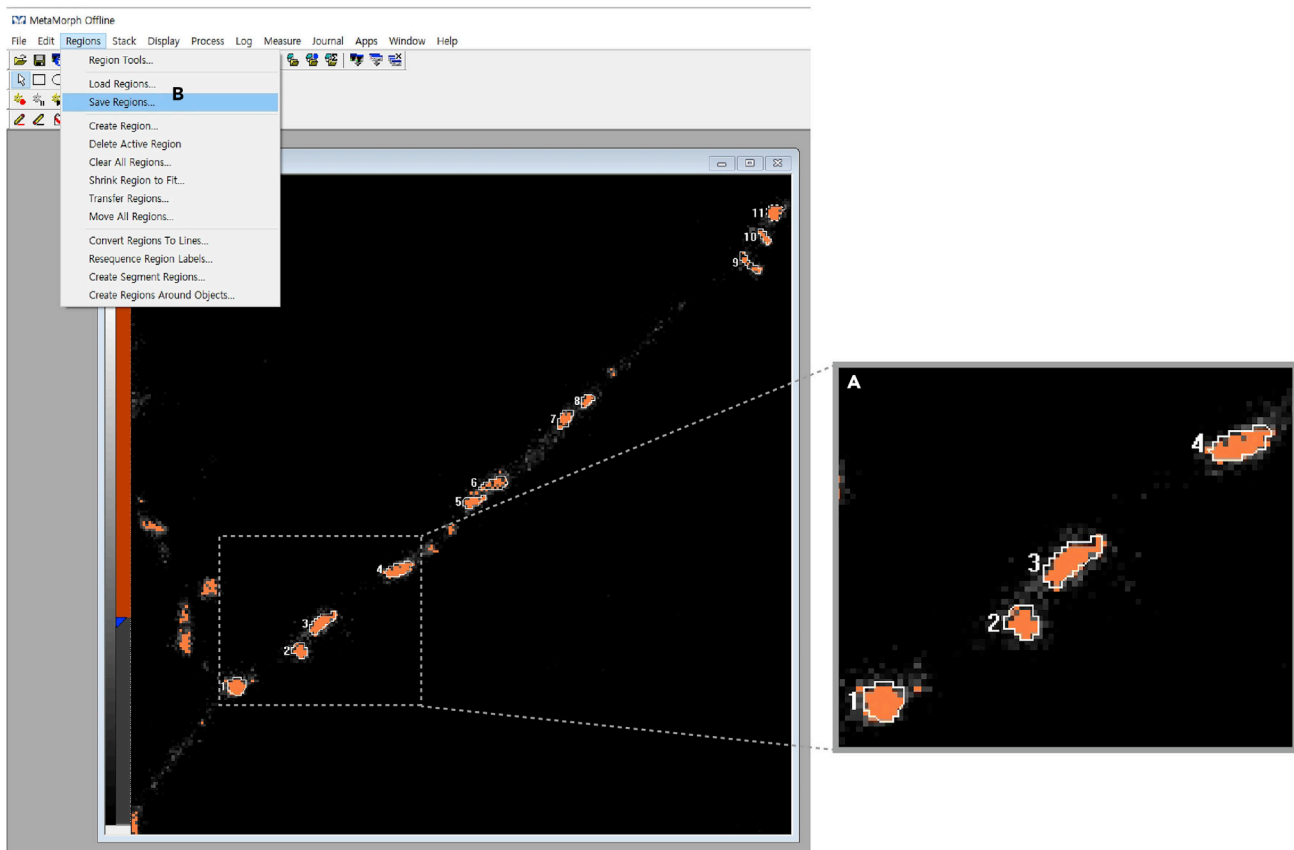 MetaMorph Offline
File Edit Regions Stack Display Process Log Measure Journal Apps Window Help
Region Tools...
Load Regions...
B
Save Regions...
Create Region...
Delete Active Region
Clear All Regions...
Shrink Region to Fit...
Transfer Regions...
Move All Regions...
Convert Regions To Lines...
Resequence Region Labels...
Create Segment Regions...
Create Regions Around Objects...
11
10
9
8
7
6
5
4
3
2
1
A
4
3
2
1